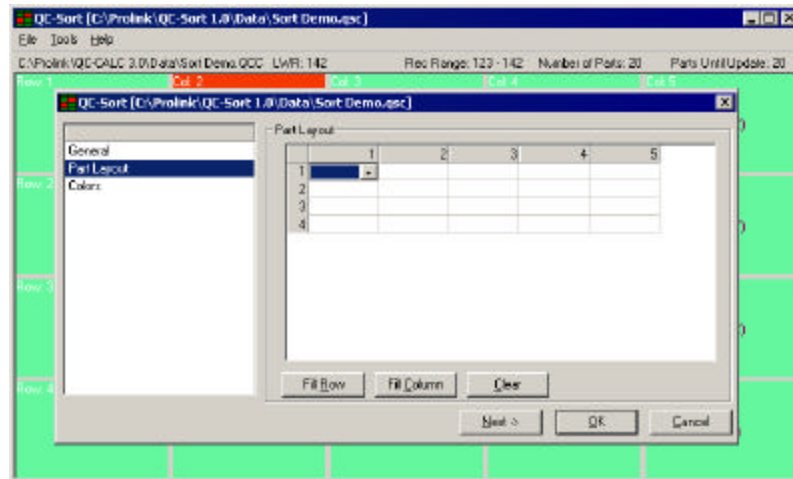 QC-Sort [C:\Prolink\QC-Sort 1.0\Data\Sort Demo.qsc]
File Tools Help
C:\Prolink\QC-CALC 3.0\Data\Sort Demo.QCC LWR: 142 Rec Range: 123 - 142 Number of Parts: 20 Parts Until Update: 20
Row: 1 Col: 2 Col: 3 Col: 4 Col: 5
QC-Sort [C:\Prolink\QC-Sort 1.0\Data\Sort Demo.qsc]
Part Layout
General
Part Layout
Colors
1 2 3 4 5
1
2
3
4
Row: 2
Row: 3
Row: 4
Fill Row Fill Column Clear
Next -> OK Cancel